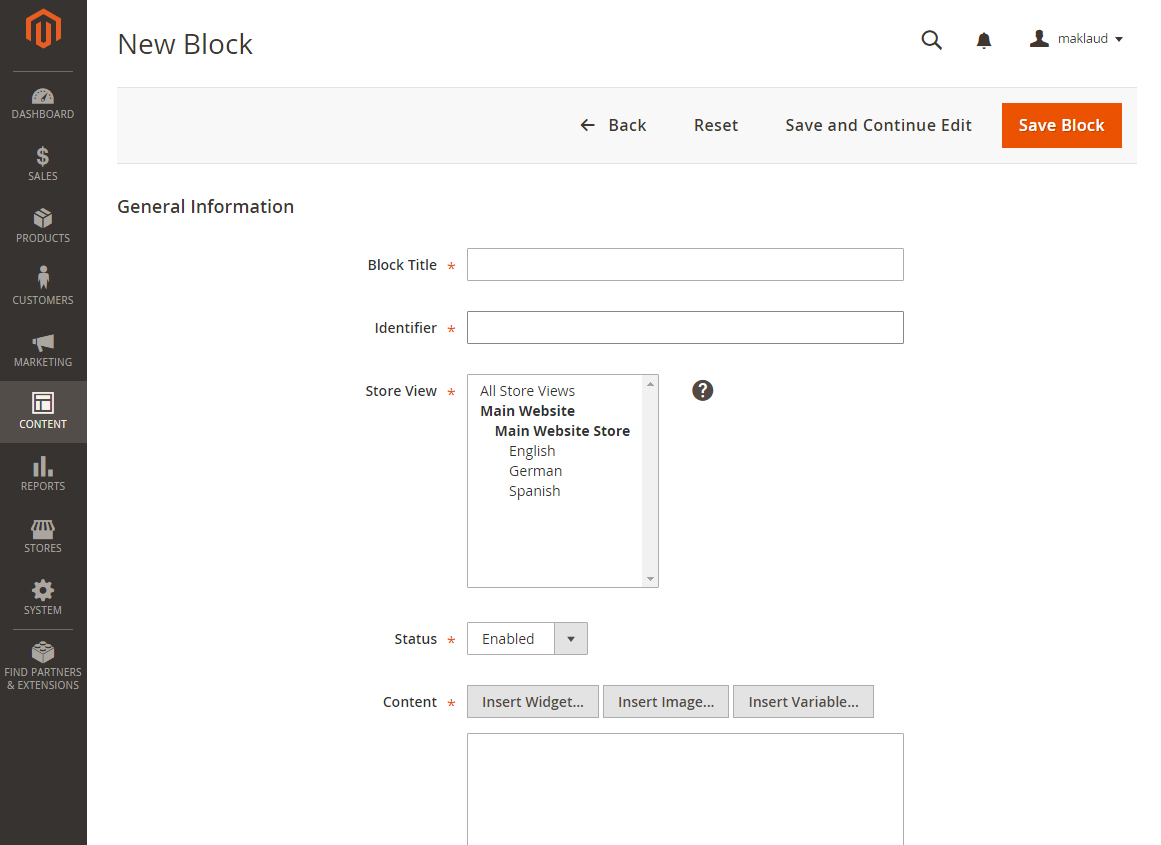 New Block
maklaud
DASHBOARD
SALES
PRODUCTS
CUSTOMERS
MARKETING
CONTENT
REPORTS
STORES
SYSTEM
FIND PARTNERS
& EXTENSIONS
Back Reset Save and Continue Edit Save Block
General Information
Block Title *
Identifier *
Store View *
All Store Views
Main Website
Main Website Store
English
German
Spanish
?
Status * Enabled
Content * Insert Widget... Insert Image... Insert Variable...